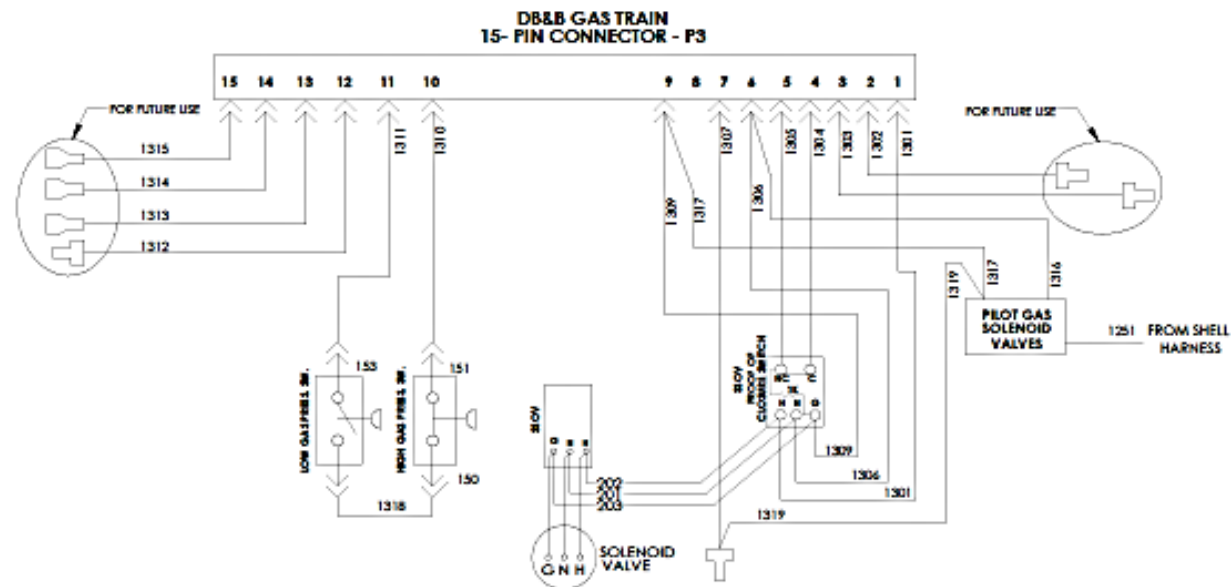 DB&B GAS TRAIN
15- PIN CONNECTOR - P3
15 14 13 12 11 10 9 8 7 6 5 4 3 2 1
FOR FUTURE USE
FOR FUTURE USE
1315
1314
1313
1312
1311
1310
1309
1317
1307
1306
1305
1304
1303
1302
1301
1319
1317
1316
PILOT GAS
SOLENOID
VALVES
1251 FROM SHELL
HARNESS
153
151
LOW GAS PRESS. SW.
HIGH GAS PRESS. SW.
150
1318
SSOV
SSOV
PROOF OF
CLOSURE SWITCH
1309
1306
1301
202
201
203
1319
SOLENOID
VALVE
G N H